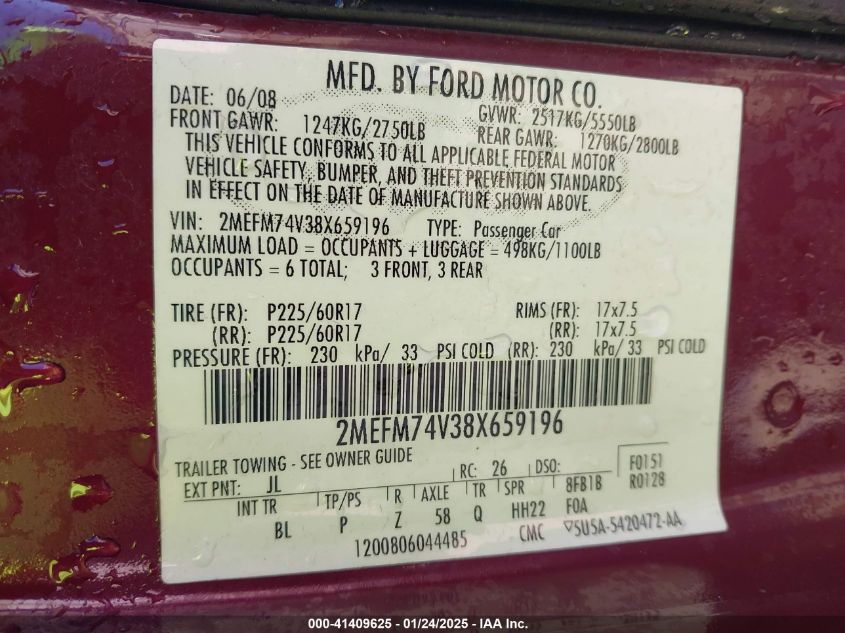 MFD. BY FORD MOTOR CO.
DATE: 06/08 GVWR: 2517KG/5550LB
FRONT GAWR: 1247KG/2750LB REAR GAWR: 1270KG/2800LB
THIS VEHICLE CONFORMS TO ALL APPLICABLE FEDERAL MOTOR
VEHICLE SAFETY, BUMPER, AND THEFT PREVENTION STANDARDS
IN EFFECT ON THE DATE OF MANUFACTURE SHOWN ABOVE.
VIN: 2MEFM74V38X659196 TYPE: Passenger Car
MAXIMUM LOAD = OCCUPANTS + LUGGAGE = 498KG/1100LB
OCCUPANTS = 6 TOTAL; 3 FRONT, 3 REAR
TIRE (FR): P225/60R17 RIMS (FR): 17x7.5
(RR): P225/60R17 (RR): 17x7.5
PRESSURE (FR): 230 kPa/ 33 PSI COLD (RR): 230 kPa/ 33 PSI COLD
2MEFM74V38X659196
TRAILER TOWING - SEE OWNER GUIDE
EXT PNT: JL RC: 26 DSO: F0151
INT TR TP/PS R AXLE TR SPR 8FB1B R0128
BL P Z 58 Q HH22 FOA
1200806044485 CMC ▽5U5A-5420472-AA
000-41409625 - 01/24/2025 - IAA Inc.